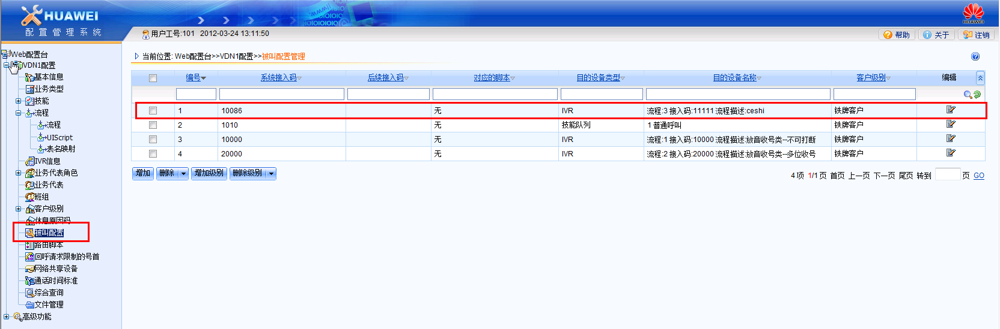 HUAWEI
配置管理系统
HUAWEI
用户工号:101 2012-03-24 13:11:50
帮助 关于 注销
Web配置台
VDN1配置
基本信息
业务类型
技能
流程
流程
UIScript
表名映射
IVR信息
业务代表角色
业务代表
班组
客户级别
休息原因码
被叫配置
路由脚本
回呼请求限制的号首
网络共享设备
通话时间标准
综合查询
文件管理
高级功能
当前位置: Web配置台>>VDN1配置>>被叫配置管理
编号 系统接入码 后续接入码 对应的脚本 目的设备类型 目的设备名称 客户级别 编辑
1 10086 无 IVR 流程:3 接入码:11111 流程描述:ceshi 铁牌客户
2 1010 无 技能队列 1 普通呼叫 铁牌客户
3 10000 无 IVR 流程:1 接入码:10000 流程描述:放音收号类--不可打断 铁牌客户
4 20000 无 IVR 流程:2 接入码:20000 流程描述:放音收号类--多位收号 铁牌客户
增加 删除 增加级别 删除级别
4 项 1/1 页 首页 上一页 下一页 尾页 转到 页 GO